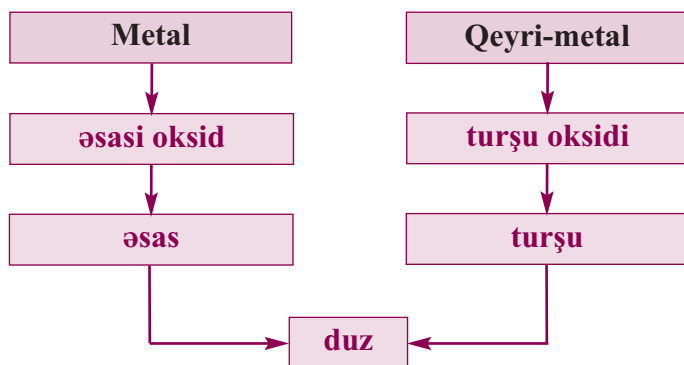 Metal
Qeyri-metal
əsasi oksid
turşu oksidi
əsas
turşu
duz